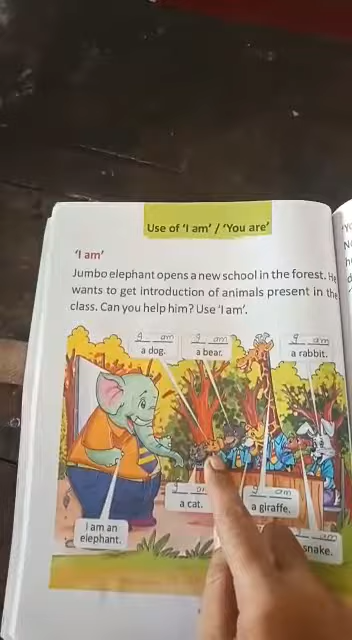 Use of 'I am' / 'You are'
'I am'
Jumbo elephant opens a new school in the forest. He
wants to get introduction of animals present in the
class. Can you help him? Use 'I am'.
I am
a dog.
I am
a bear.
I am
a rabbit.
a cat.
I am
a giraffe.
I am an
elephant.
am
snake.